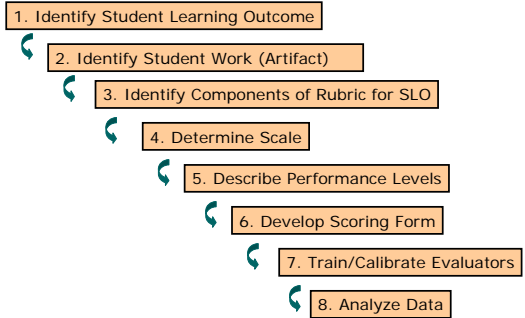 1. Identify Student Learning Outcome
2. Identify Student Work (Artifact)
3. Identify Components of Rubric for SLO
4. Determine Scale
5. Describe Performance Levels
6. Develop Scoring Form
7. Train/Calibrate Evaluators
8. Analyze Data